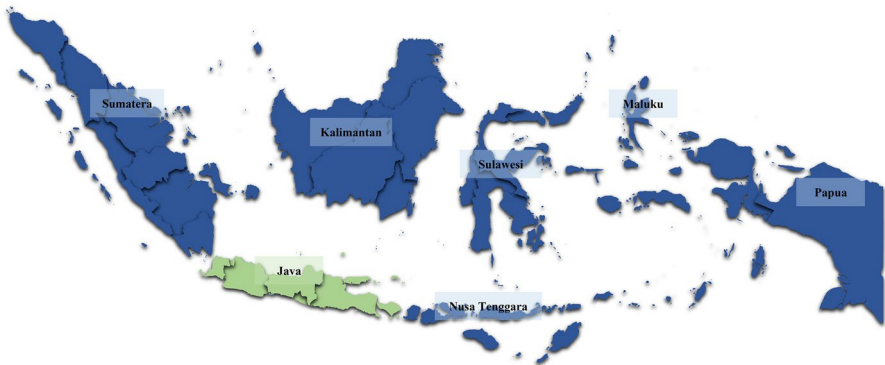 Sumatera
Maluku
Kalimantan
Sulawesi
Papua
Java
Nusa Tenggara